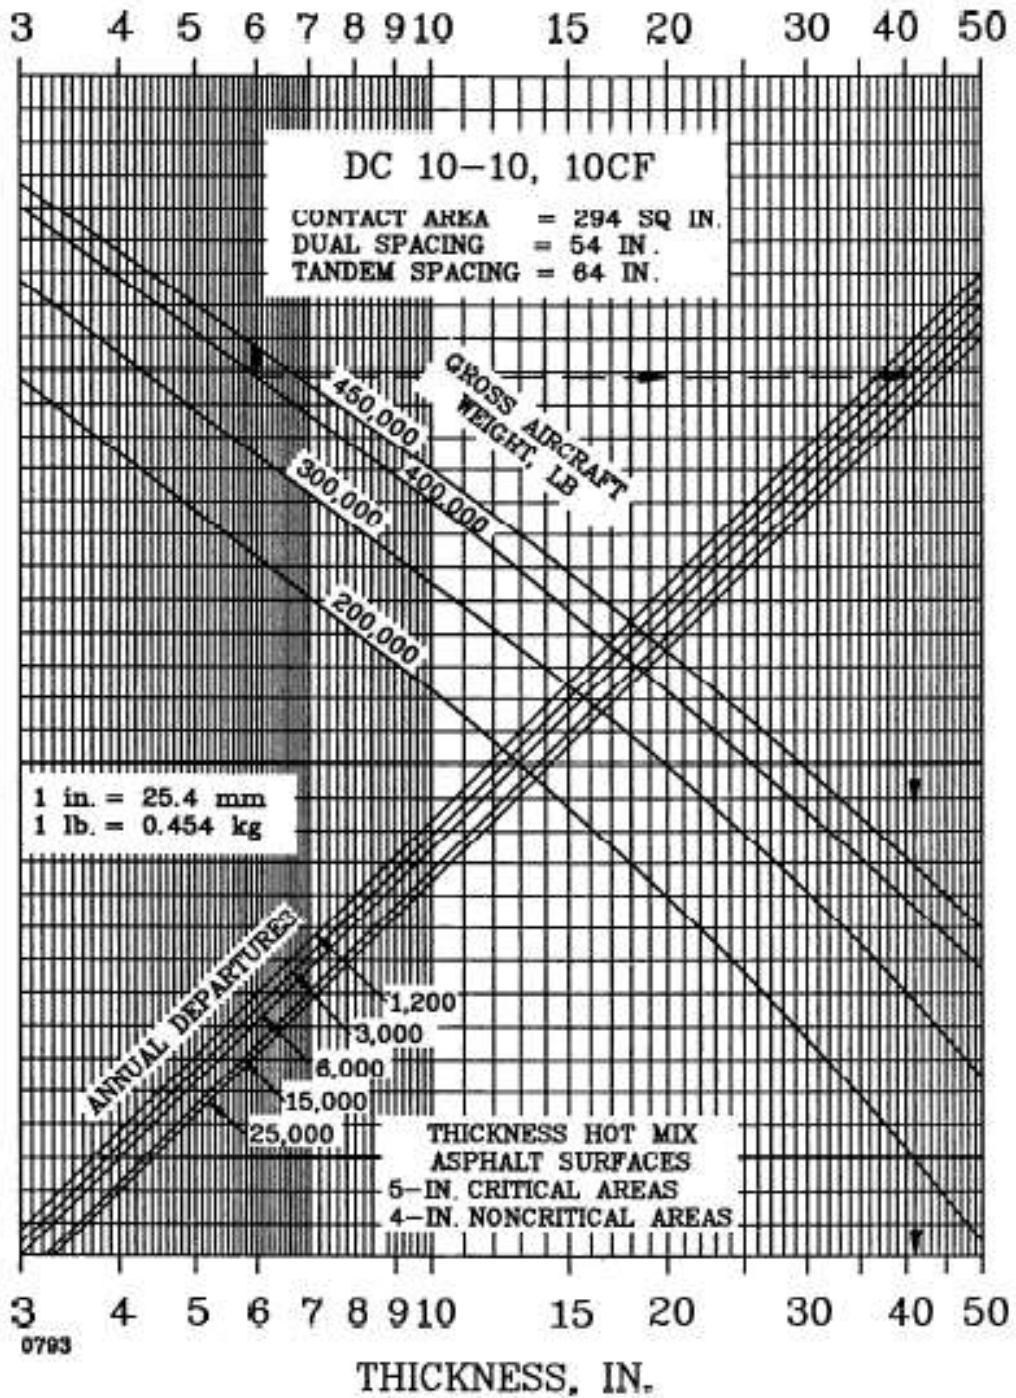 3 4 5 6 7 8 9 10 15 20 30 40 50
DC 10-10, 10CF
CONTACT AREA = 294 SQ IN.
DUAL SPACING = 54 IN.
TANDEM SPACING = 64 IN.
GROSS AIRCRAFT
WEIGHT, LB
450,000
400,000
300,000
200,000
1 in. = 25.4 mm
1 lb. = 0.454 kg
ANNUAL DEPARTURES
1,200
3,000
6,000
15,000
25,000
THICKNESS HOT MIX
ASPHALT SURFACES
5-IN. CRITICAL AREAS
4-IN. NONCRITICAL AREAS
3 4 5 6 7 8 9 10 15 20 30 40 50
0793
THICKNESS, IN.